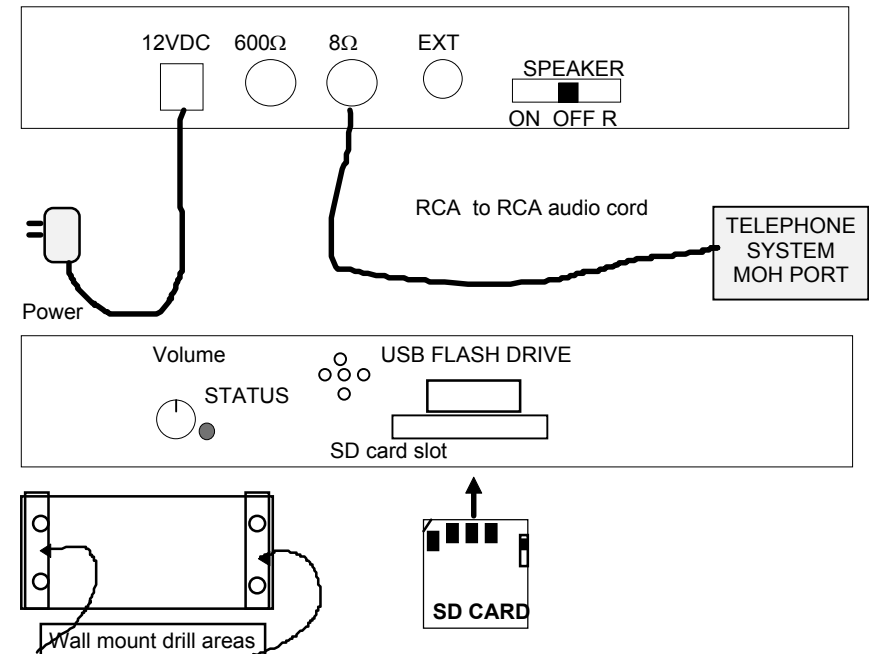 12VDC 600Ω 8Ω EXT
SPEAKER
ON OFF R
RCA to RCA audio cord
TELEPHONE
SYSTEM
MOH PORT
Power
Volume USB FLASH DRIVE
STATUS
SD card slot
SD CARD
Wall mount drill areas